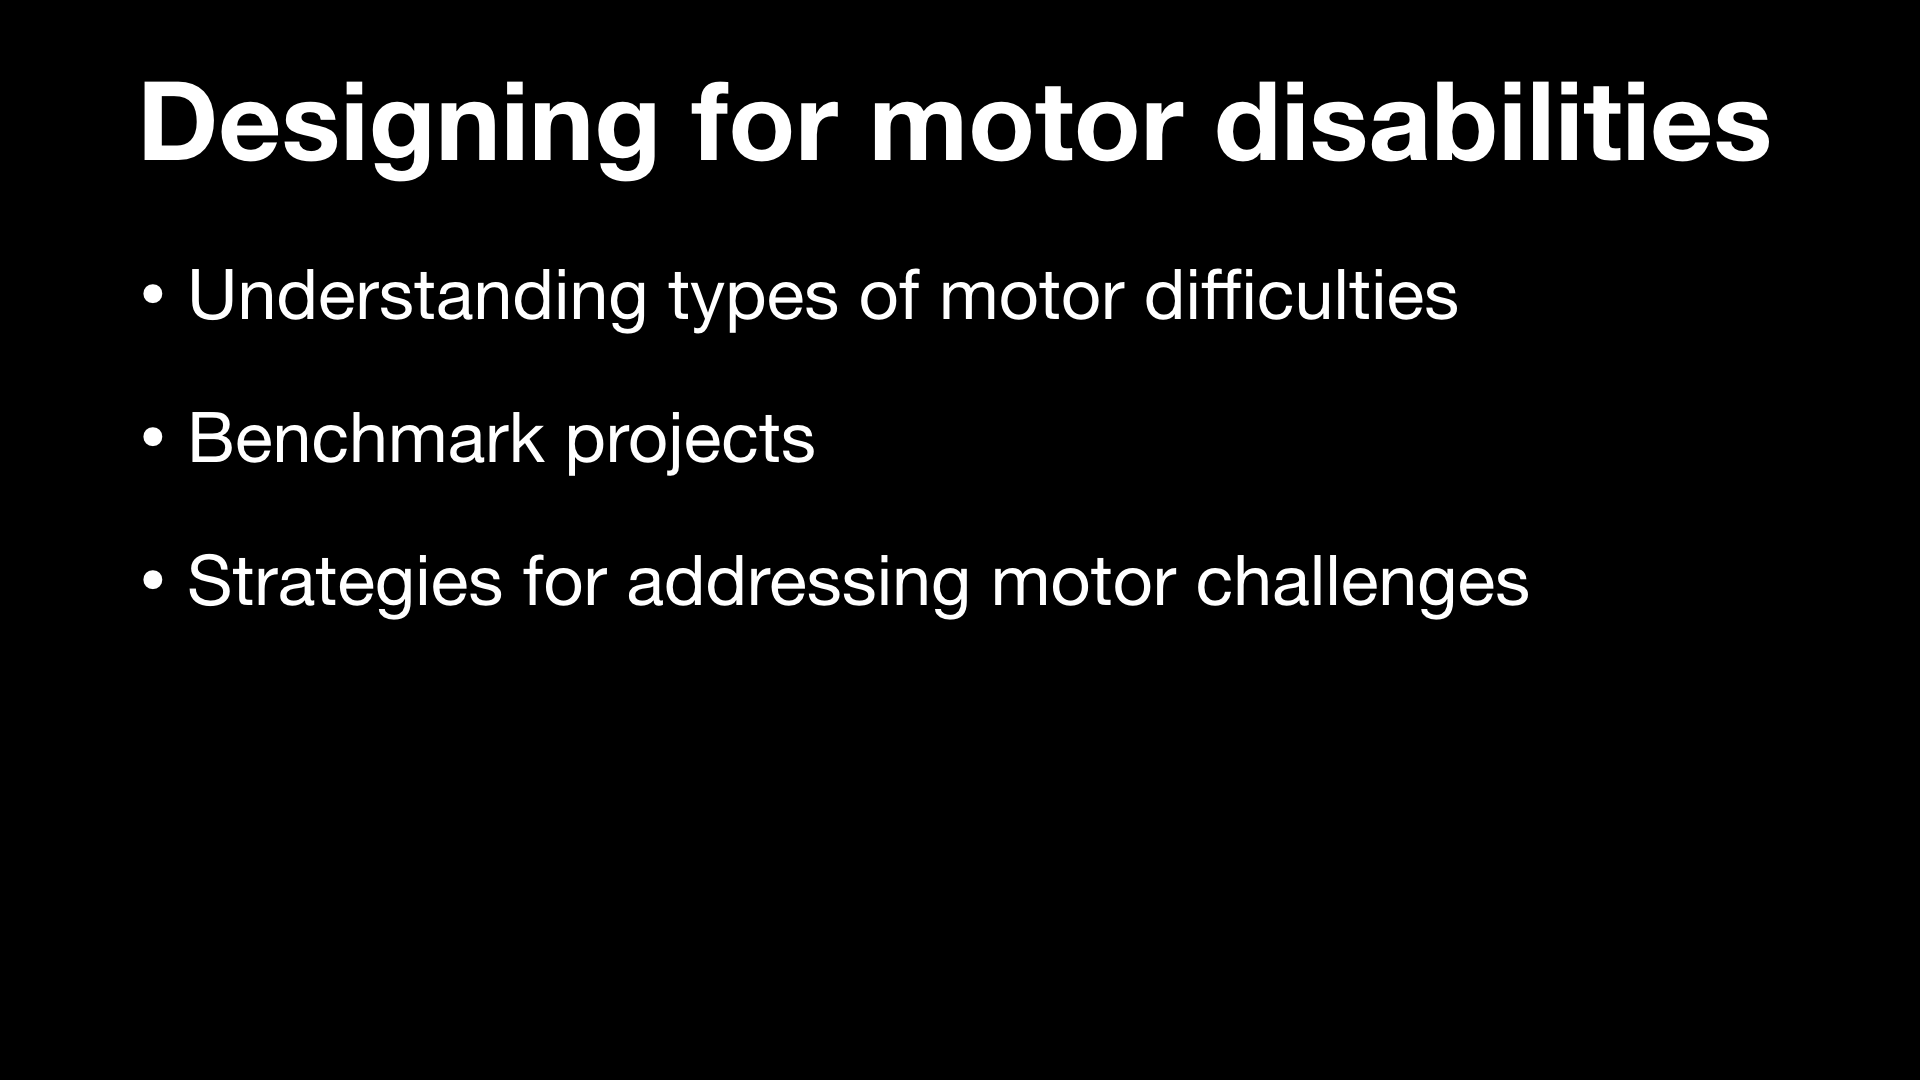 Designing for motor disabilities
• Understanding types of motor difficulties
• Benchmark projects
• Strategies for addressing motor challenges